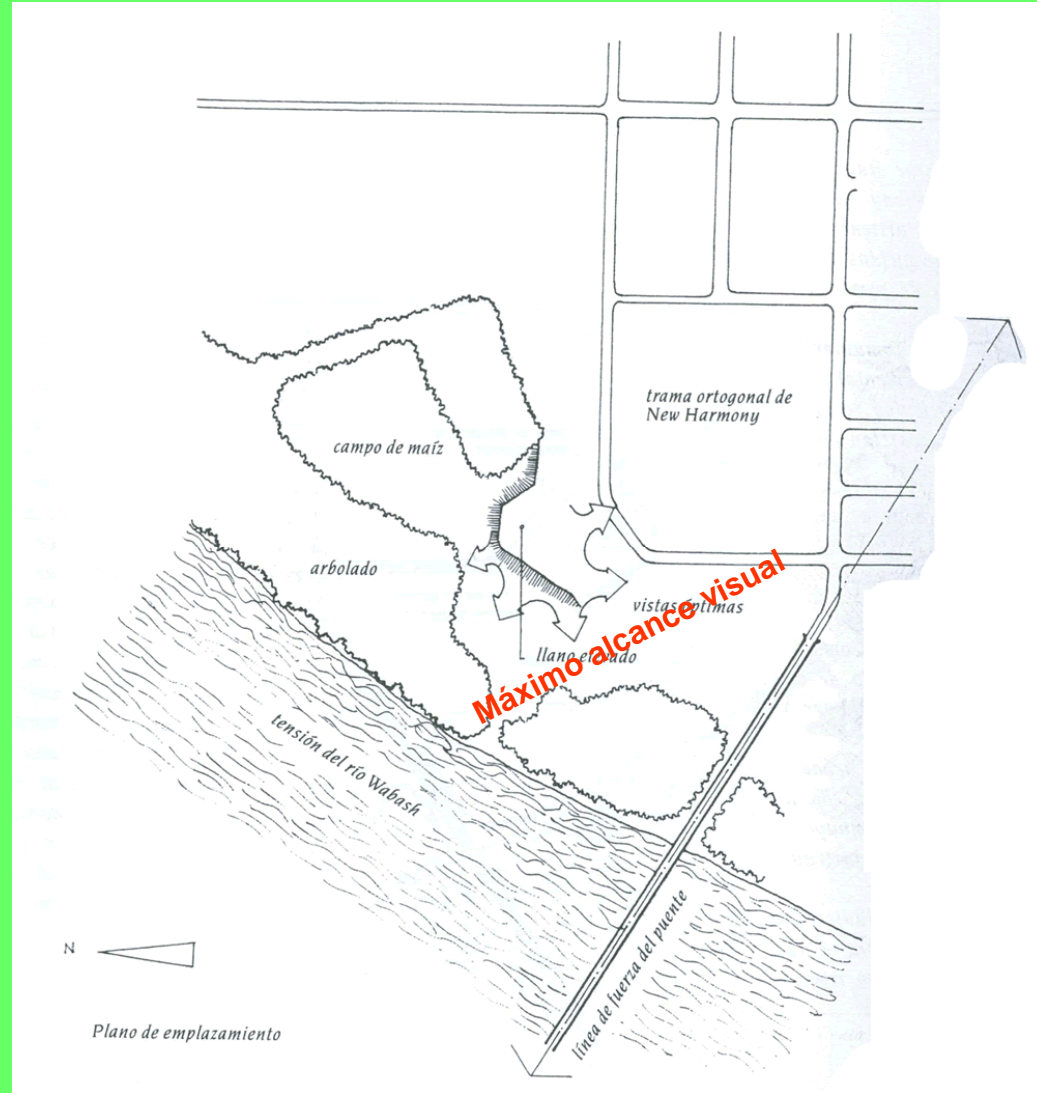 trama ortogonal de
New Harmony
campo de maíz
arbolado
vistas óptimas
llano elevado
Máximo alcance visual
tensión del río Wabash
línea de fuerza del puente
N
Plano de emplazamiento